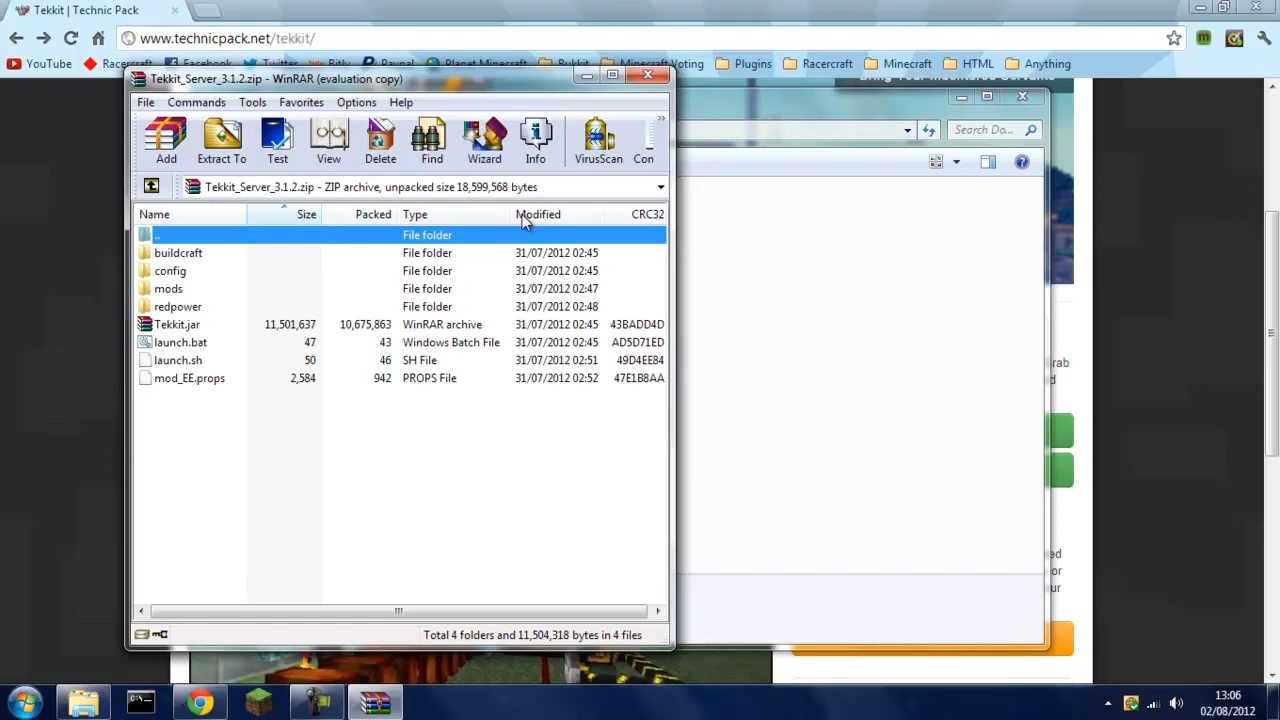 Tekkit | Technic Pack
www.technicpack.net/tekkit/
YouTube Racercraft Facebook Twitter Bitly Paypal Planet Minecraft Bukkit Minecraft Voting Plugins Racercraft Minecraft HTML Anything
Tekkit_Server_3.1.2.zip - WinRAR (evaluation copy)
File Commands Tools Favorites Options Help
Search Do...
Add Extract To Test View Delete Find Wizard Info VirusScan Con
Tekkit_Server_3.1.2.zip - ZIP archive, unpacked size 18,599,568 bytes
Name Size Packed Type Modified CRC32
.. File folder
buildcraft File folder 31/07/2012 02:45
config File folder 31/07/2012 02:45
mods File folder 31/07/2012 02:47
redpower File folder 31/07/2012 02:48
Tekkit.jar 11,501,637 10,675,863 WinRAR archive 31/07/2012 02:45 43BADD4D
launch.bat 47 43 Windows Batch File 31/07/2012 02:45 AD5D71ED
launch.sh 50 46 SH File 31/07/2012 02:51 49D4EE84
mod_EE.props 2,584 942 PROPS File 31/07/2012 02:52 47E1B8AA
Total 4 folders and 11,504,318 bytes in 4 files
13:06
02/08/2012